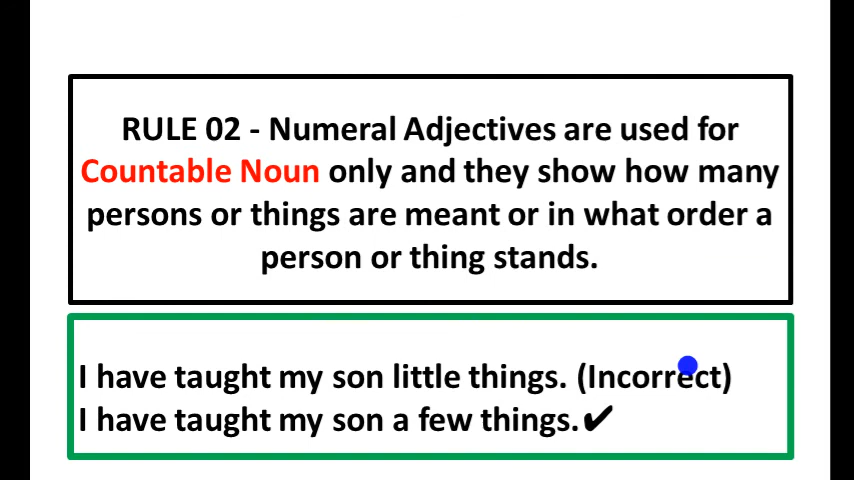 RULE 02 - Numeral Adjectives are used for
Countable Noun only and they show how many
persons or things are meant or in what order a
person or thing stands.
I have taught my son little things. (Incorrect)
I have taught my son a few things.✔